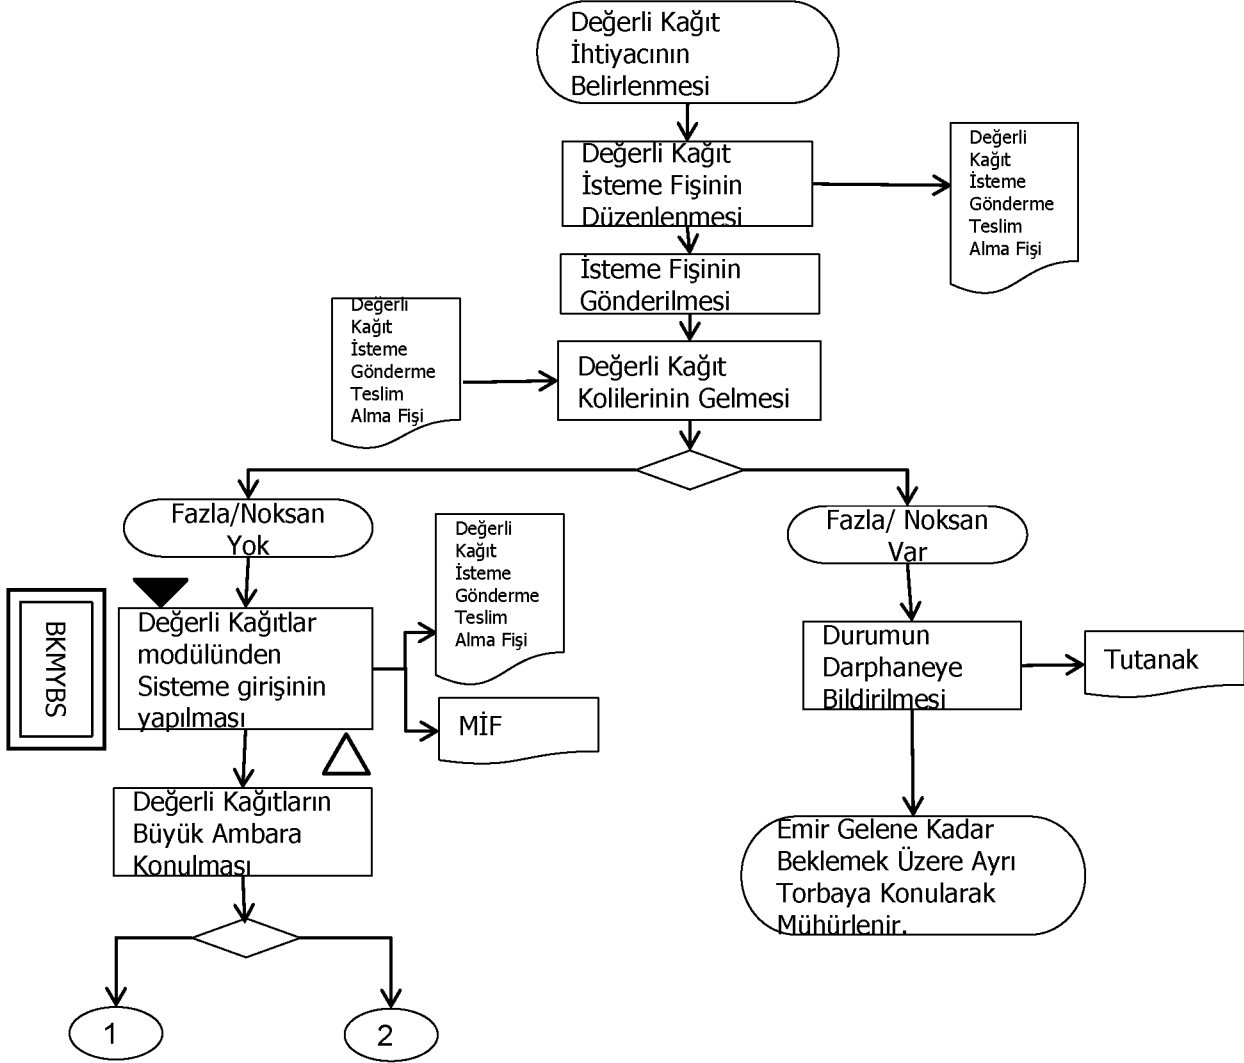 Değerli Kağıt
İhtiyacının
Belirlenmesi
Değerli Kağıt
İsteme Fişinin
Düzenlenmesi
Değerli
Kağıt
İsteme
Gönderme
Teslim
Alma Fişi
İsteme Fişinin
Gönderilmesi
Değerli
Kağıt
İsteme
Gönderme
Teslim
Alma Fişi
Değerli Kağıt
Kolilerinin Gelmesi
Fazla/Noksan
Yok
Fazla/ Noksan
Var
Değerli
Kağıt
İsteme
Gönderme
Teslim
Alma Fişi
BKMYBS
Değerli Kağıtlar
modülünden
Sisteme girişinin
yapılması
MİF
Durumun
Darphaneye
Bildirilmesi
Tutanak
Değerli Kağıtların
Büyük Ambara
Konulması
Emir Gelene Kadar
Beklemek Üzere Ayrı
Torbaya Konularak
Mühürlenir.
1
2